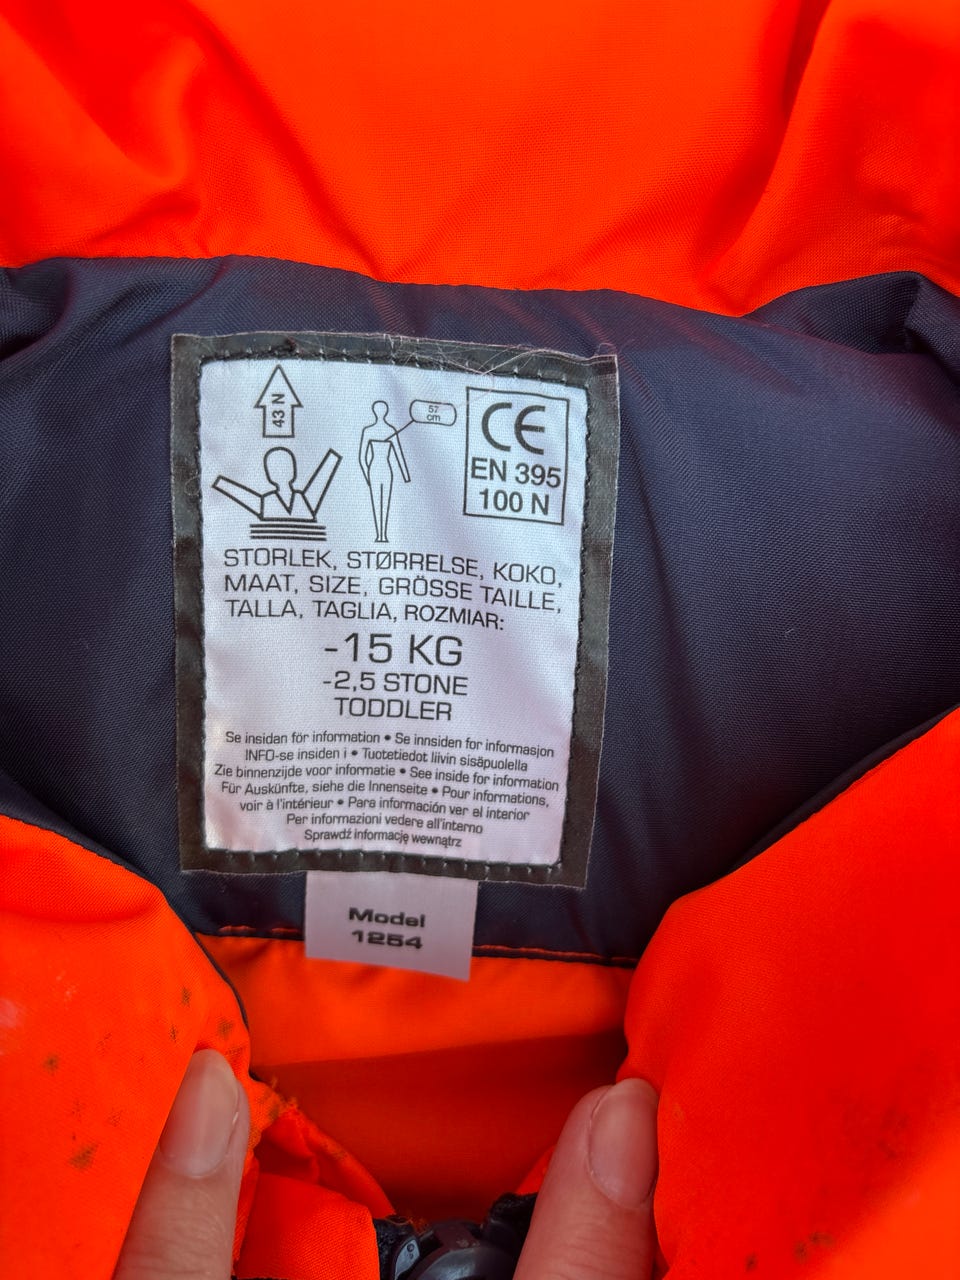 43 N
57
cm
CE
EN 395
100 N
STORLEK, STØRRELSE, KOKO,
MAAT, SIZE, GRÖSSE TAILLE,
TALLA, TAGLIA, ROZMIAR:
-15 KG
-2,5 STONE
TODDLER
Se insidan för information • Se innsiden for informasjon
INFO-se insiden i • Tuotetiedot liivin sisäpuolella
Zie binnenzijde voor informatie • See inside for information
Für Auskünfte, siehe die Innenseite • Pour informations,
voir à l'intérieur • Para información ver el interior
Per informazioni vedere all'interno
Sprawdź informację wewnątrz
Model
1254